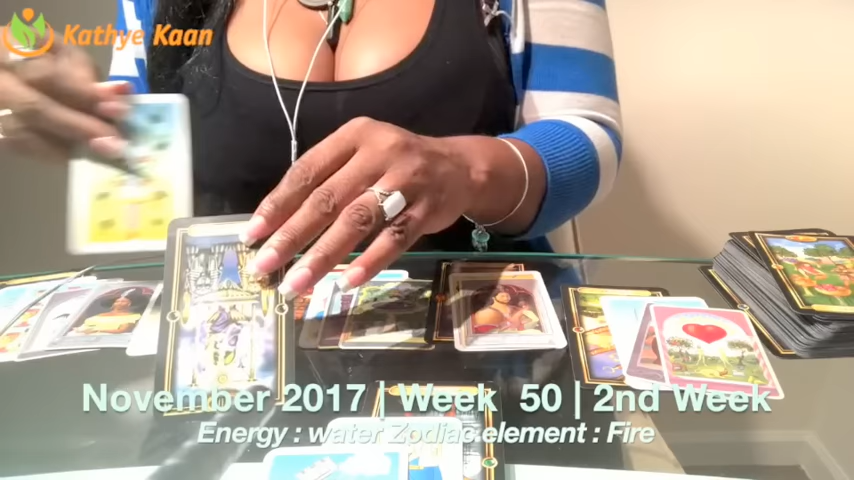 Kathye Kaan
November 2017 | Week  50 | 2nd Week
Energy : water Zodiac element : Fire